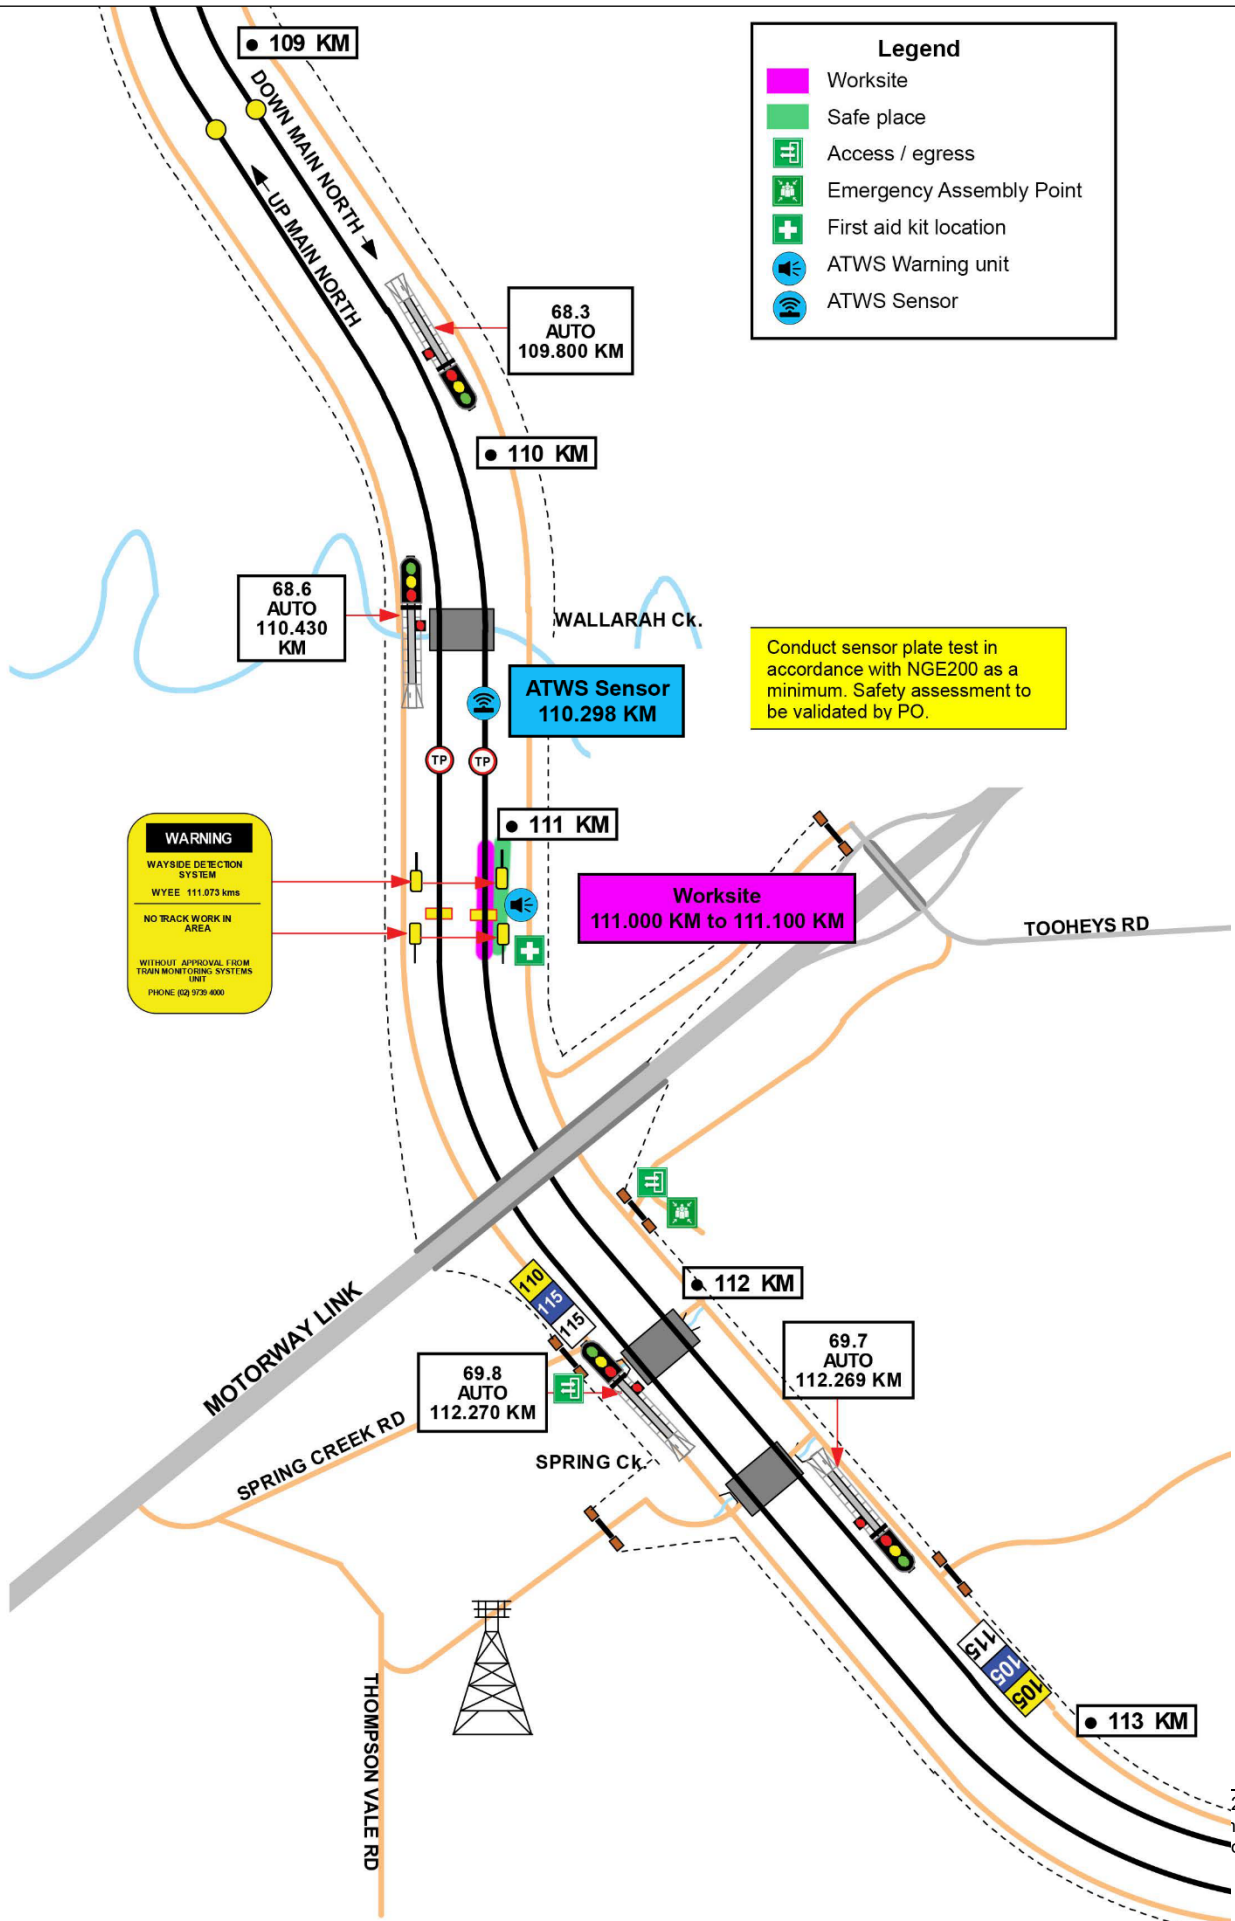 109 KM
DOWN MAIN NORTH
UP MAIN NORTH
Legend
Worksite
Safe place
Access / egress
Emergency Assembly Point
First aid kit location
ATWS Warning unit
ATWS Sensor
68.3
AUTO
109.800 KM
110 KM
68.6
AUTO
110.430
KM
WALLARAH Ck.
ATWS Sensor
110.298 KM
Conduct sensor plate test in
accordance with NGE200 as a
minimum. Safety assessment to
be validated by PO.
TP
TP
111 KM
WARNING
WAYSIDE DETECTION
SYSTEM
WYEE 111.073 kms
NO TRACK WORK IN
AREA
WITHOUT APPROVAL FROM
TRAIN MONITORING SYSTEMS
UNIT
PHONE (02) 9739 4000
Worksite
111.000 KM to 111.100 KM
TOOHEYS RD
MOTORWAY LINK
110
115
115
112 KM
69.8
AUTO
112.270 KM
69.7
AUTO
112.269 KM
SPRING CREEK RD
SPRING Ck.
THOMPSON VALE RD
115
105
105
113 KM